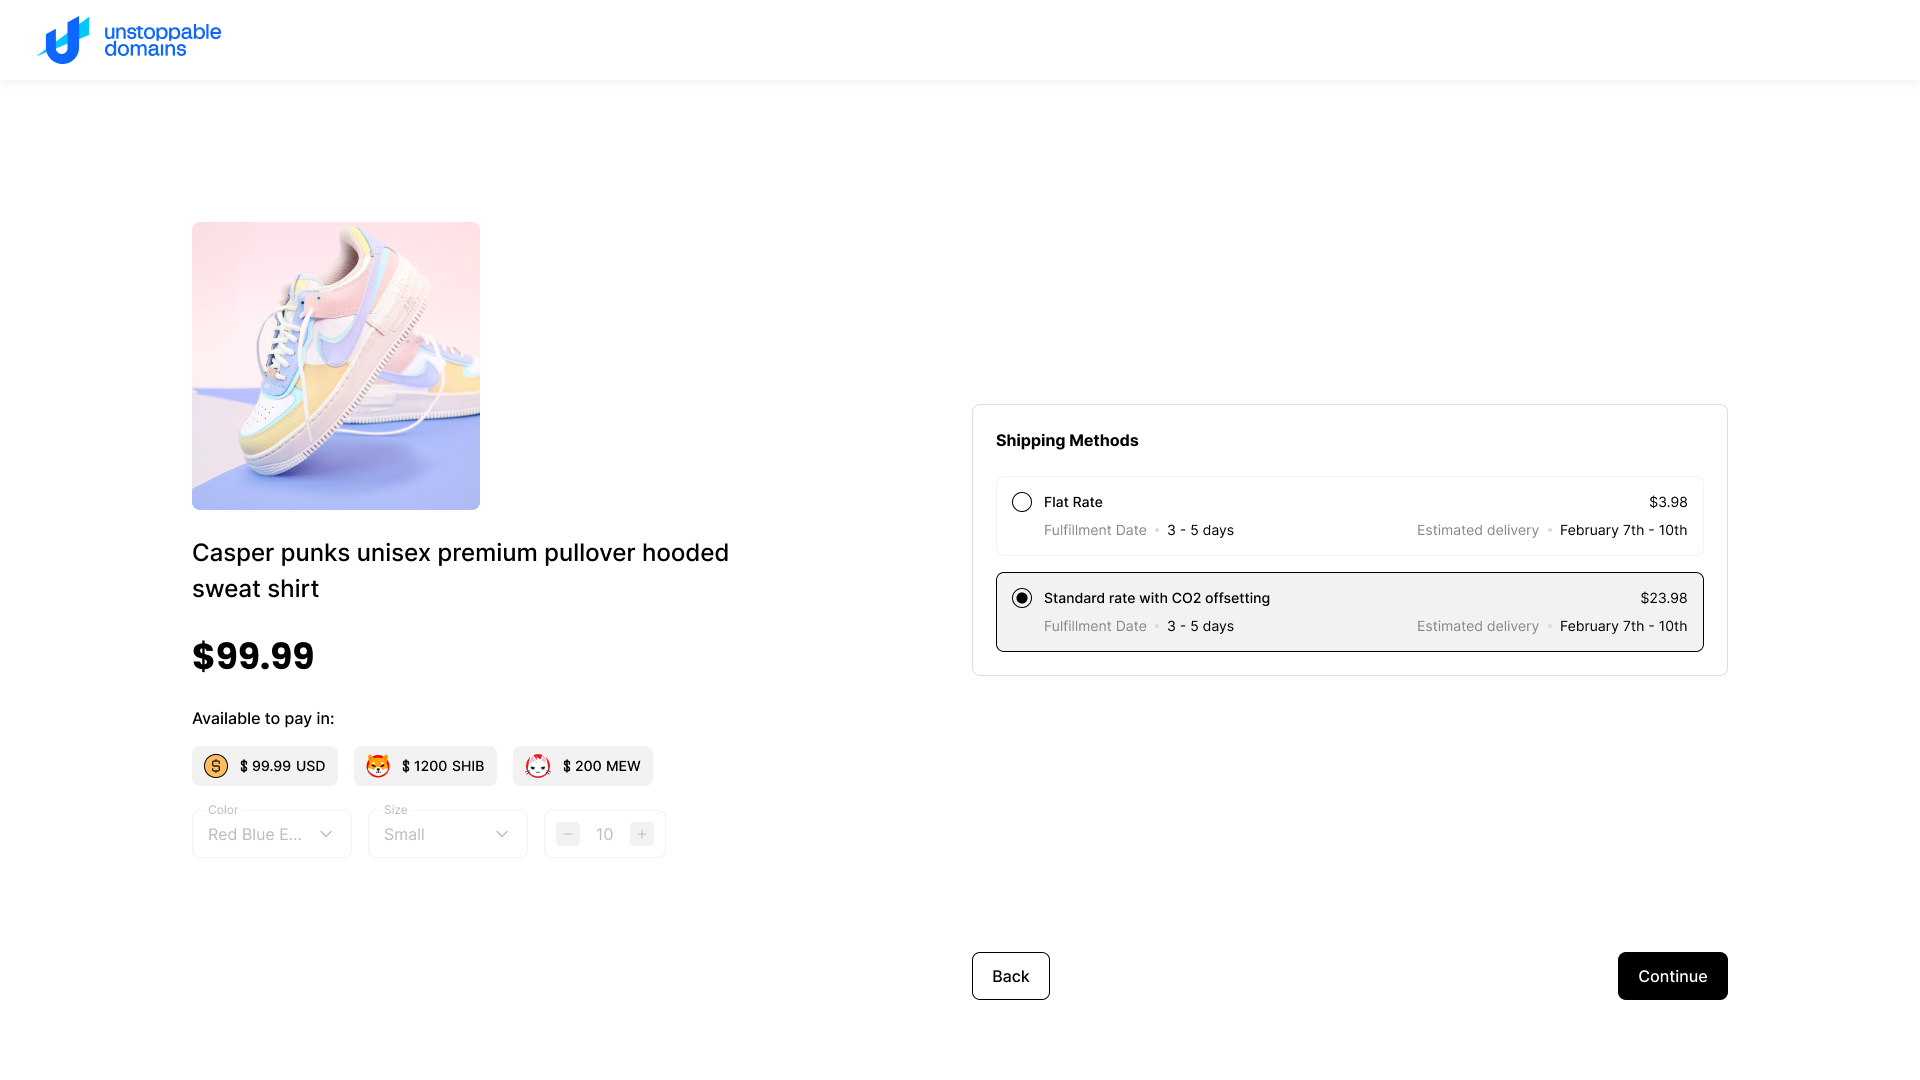 unstoppable
domains
Casper punks unisex premium pullover hooded
sweat shirt
$99.99
Available to pay in:
$ 99.99 USD
$ 1200 SHIB
$ 200 MEW
Color
Red Blue E...
Size
Small
10
Shipping Methods
Flat Rate
$3.98
Fulfillment Date • 3 - 5 days
Estimated delivery • February 7th - 10th
Standard rate with CO2 offsetting
$23.98
Fulfillment Date • 3 - 5 days
Estimated delivery • February 7th - 10th
Back
Continue